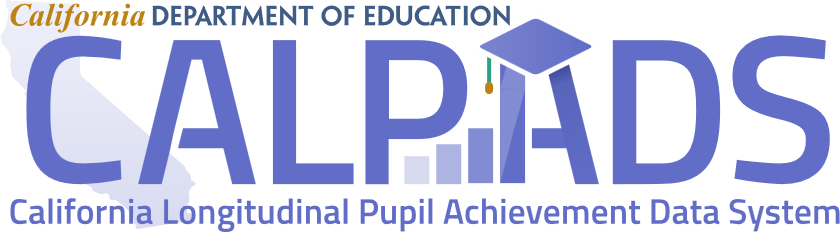 California DEPARTMENT OF EDUCATION
CALPADS
California Longitudinal Pupil Achievement Data System